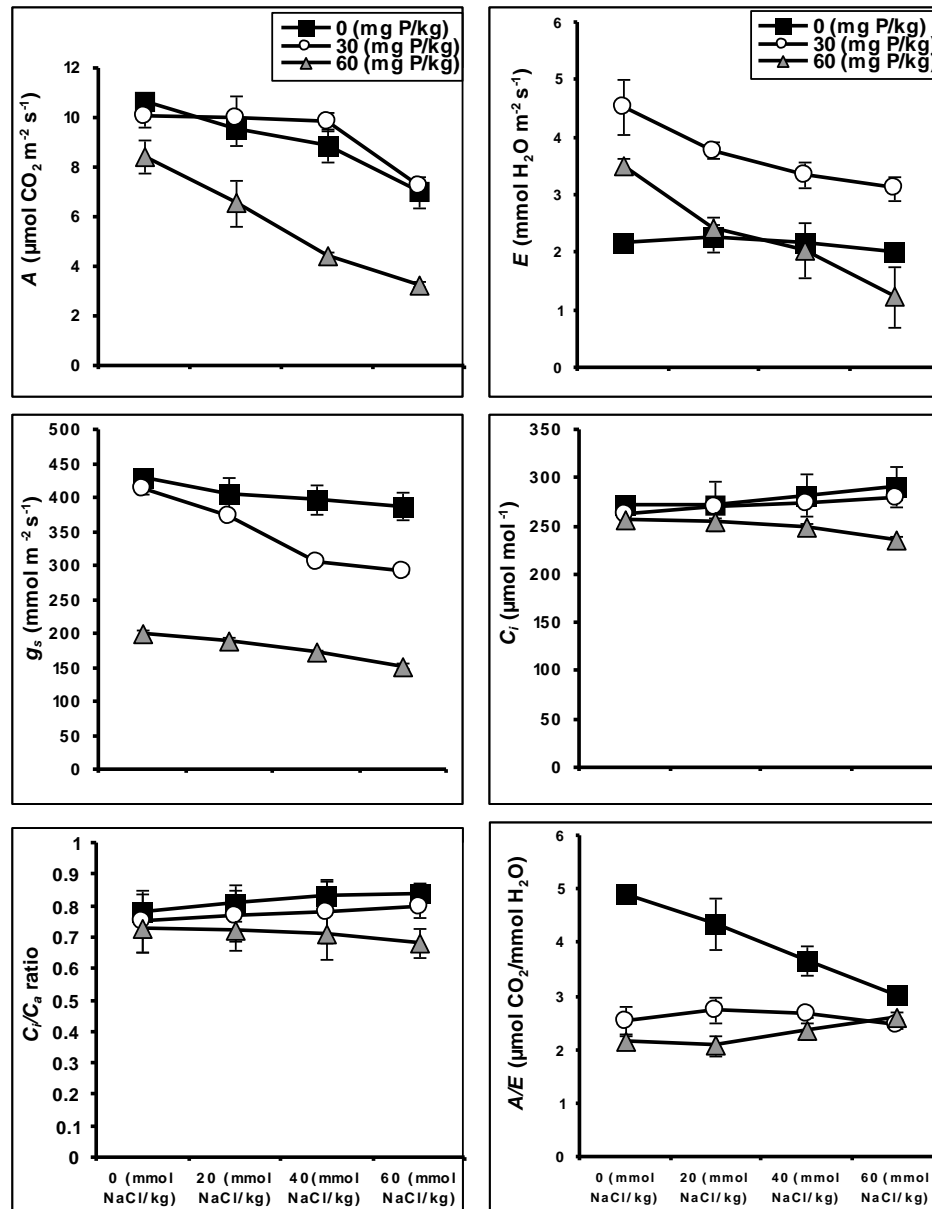 0 (mg P/kg)
30 (mg P/kg)
60 (mg P/kg)
A (µmol CO₂ m⁻² s⁻¹)
12
10
8
6
4
2
0
0 (mg P/kg)
30 (mg P/kg)
60 (mg P/kg)
E (mmol H₂O m⁻² s⁻¹)
6
5
4
3
2
1
0
gₛ (mmol m⁻² s⁻¹)
500
450
400
350
300
250
200
150
100
50
0
Cᵢ (µmol mol⁻¹)
350
300
250
200
150
100
50
0
Cᵢ/Cₐ ratio
1
0.9
0.8
0.7
0.6
0.5
0.4
0.3
0.2
0.1
0
0 (mmol NaCl/kg)
20 (mmol NaCl/kg)
40(mmol NaCl/kg)
60 (mmol NaCl/kg)
A/E (µmol CO₂/mmol H₂O)
6
5
4
3
2
1
0
0 (mmol NaCl/kg)
20 (mmol NaCl/kg)
40 (mmol NaCl/kg)
60 (mmol NaCl/kg)